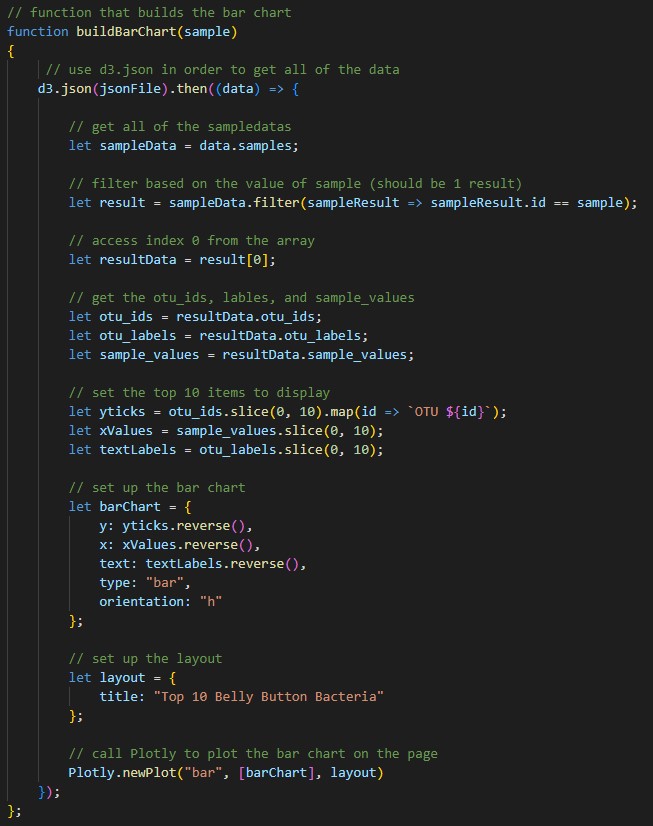 // function that builds the bar chart
function buildBarChart(sample)
{
// use d3.json in order to get all of the data
d3.json(jsonFile).then((data) => {
// get all of the sampledatas
let sampleData = data.samples;
// filter based on the value of sample (should be 1 result)
let result = sampleData.filter(sampleResult => sampleResult.id == sample);
// access index 0 from the array
let resultData = result[0];
// get the otu_ids, lables, and sample_values
let otu_ids = resultData.otu_ids;
let otu_labels = resultData.otu_labels;
let sample_values = resultData.sample_values;
// set the top 10 items to display
let yticks = otu_ids.slice(0, 10).map(id => `OTU ${id}`);
let xValues = sample_values.slice(0, 10);
let textLabels = otu_labels.slice(0, 10);
// set up the bar chart
let barChart = {
y: yticks.reverse(),
x: xValues.reverse(),
text: textLabels.reverse(),
type: "bar",
orientation: "h"
};
// set up the layout
let layout = {
title: "Top 10 Belly Button Bacteria"
};
// call Plotly to plot the bar chart on the page
Plotly.newPlot("bar", [barChart], layout)
});
};